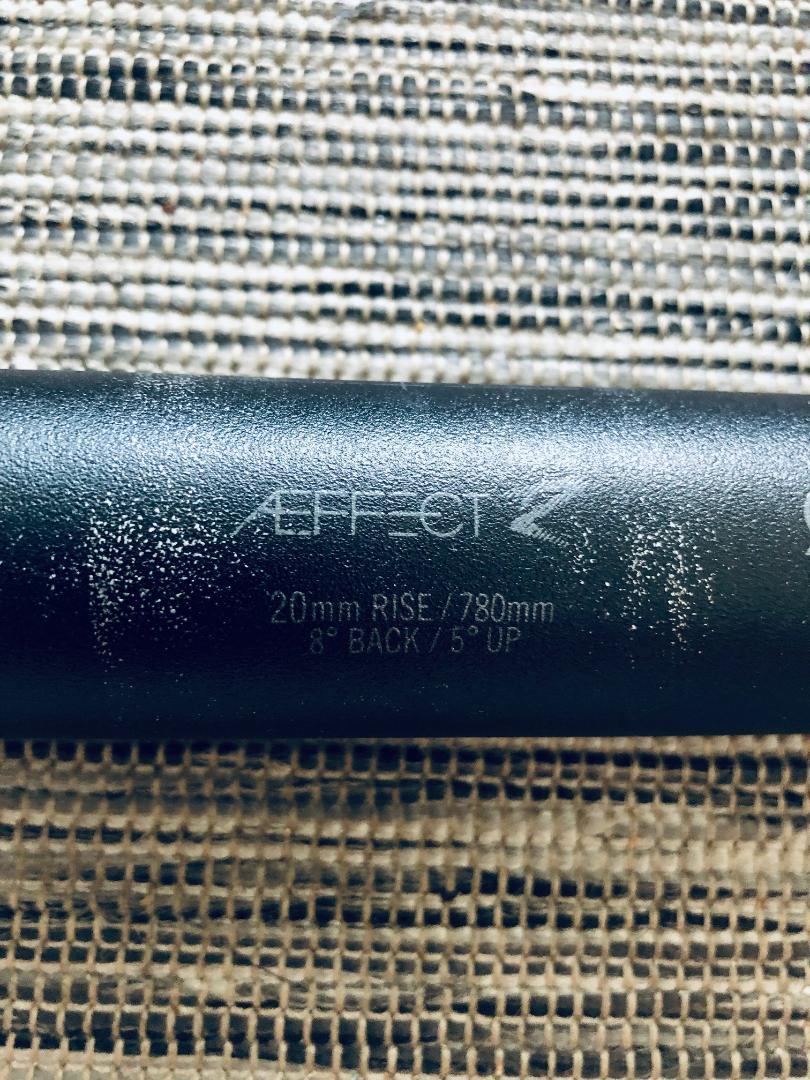 ÆFFECT R
20mm RISE / 780mm
8° BACK / 5° UP